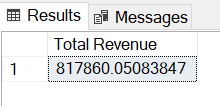 Results Messages
Total Revenue
1 817860.05083847